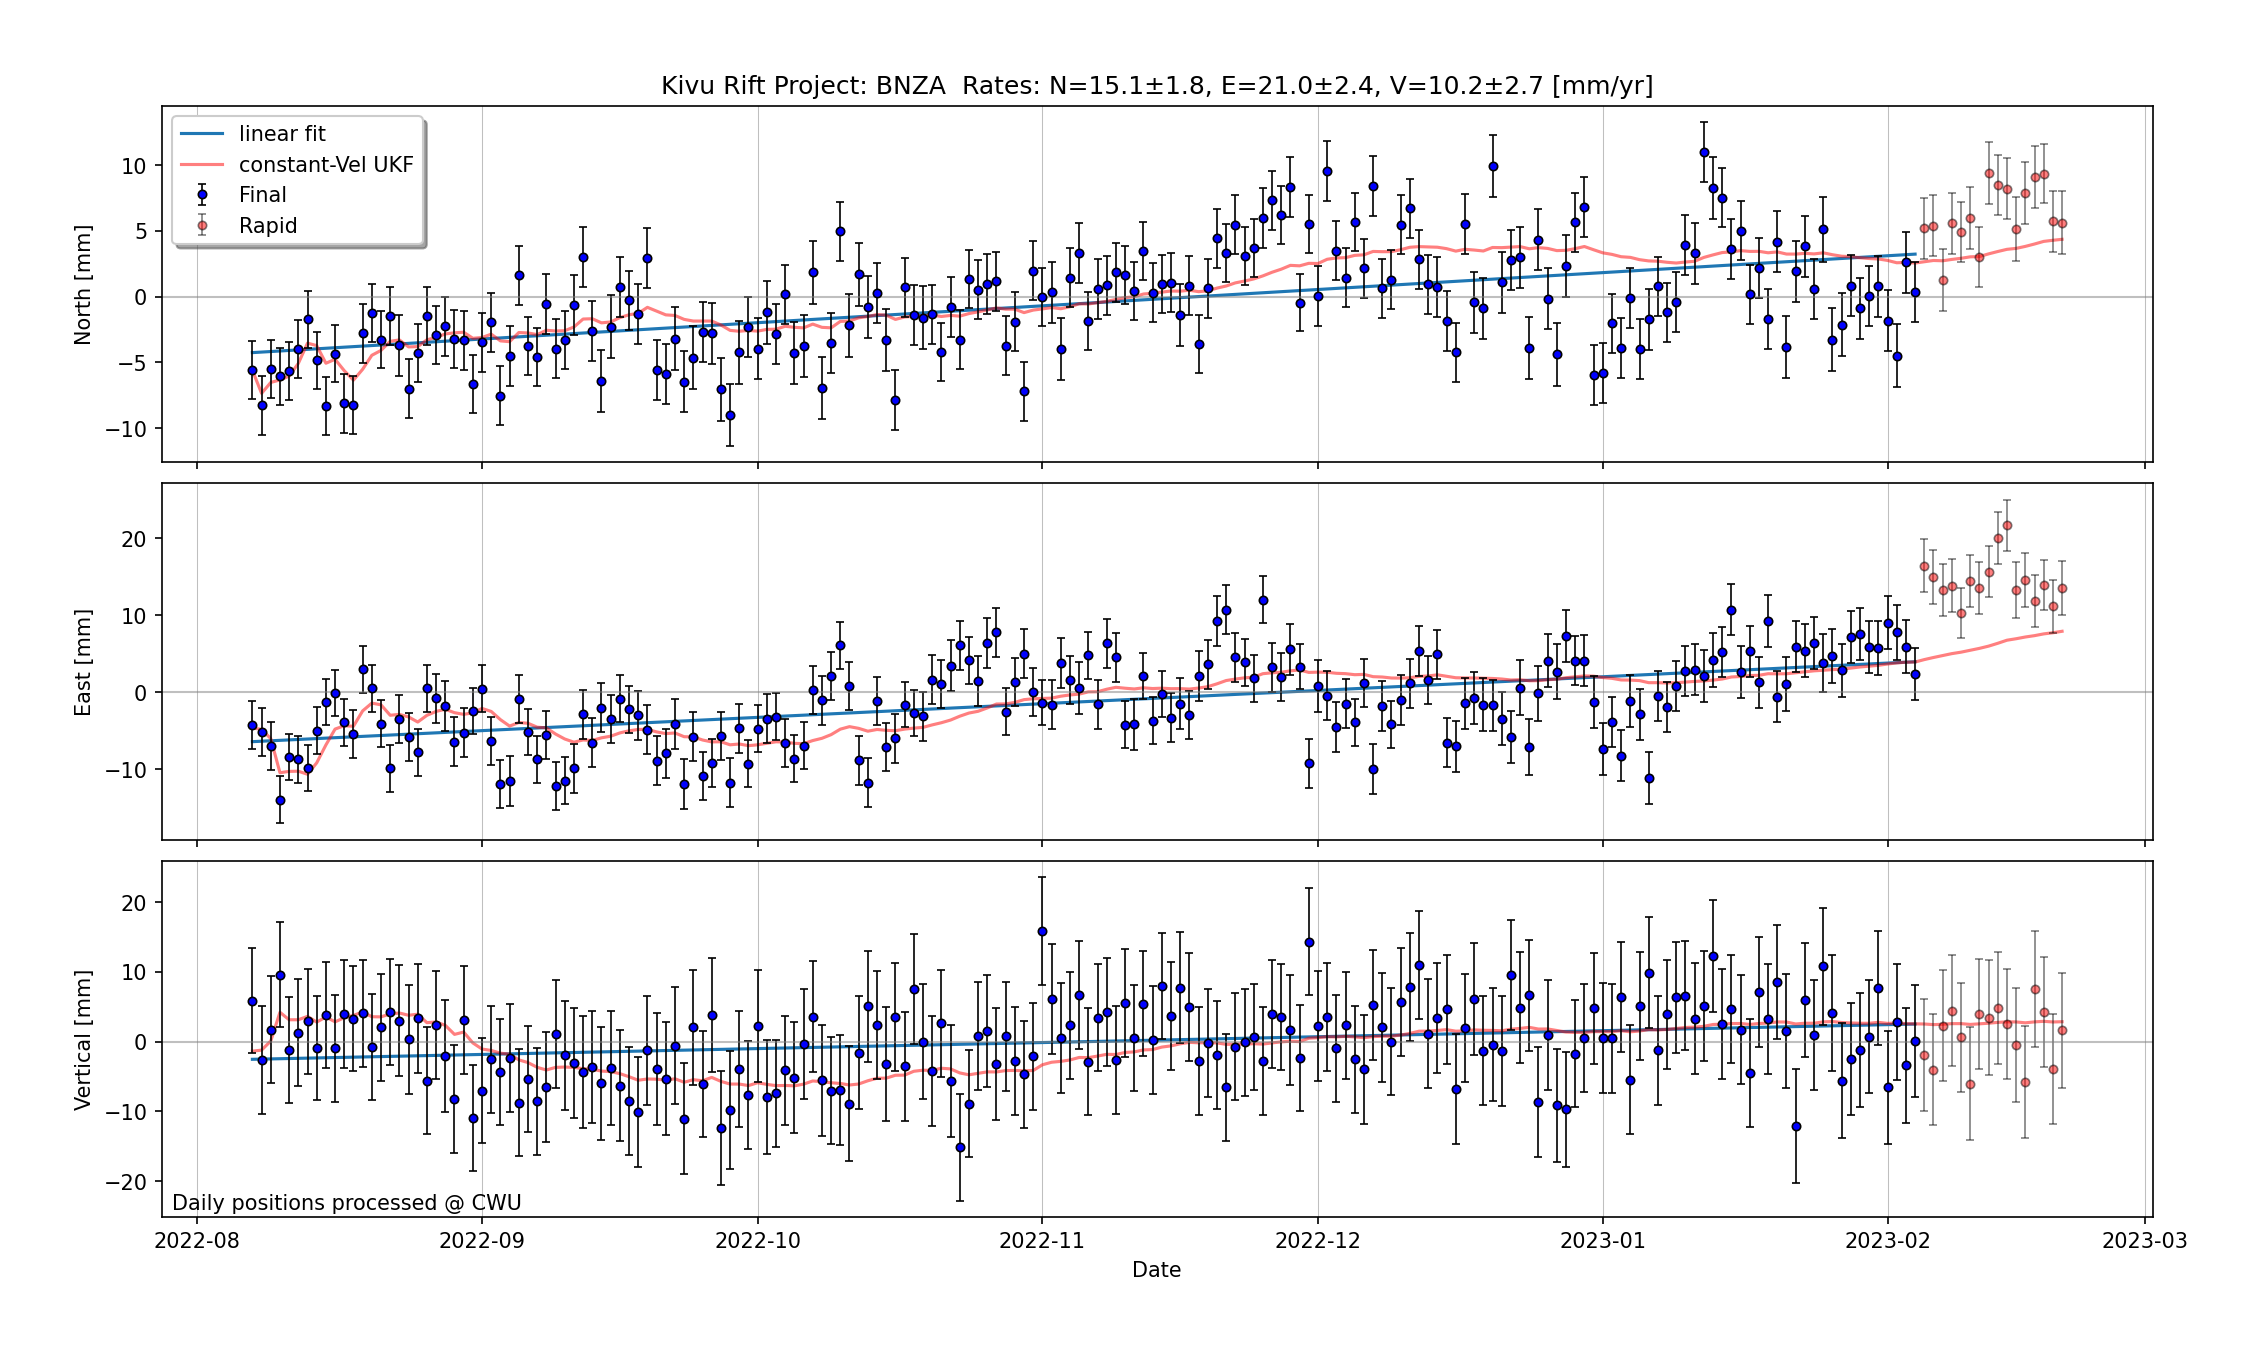 Kivu Rift Project: BNZA  Rates: N=15.1±1.8, E=21.0±2.4, V=10.2±2.7 [mm/yr]
linear fit
constant-Vel UKF
Final
Rapid
10
5
0
−5
−10
North [mm]
20
10
0
−10
East [mm]
20
10
0
−10
−20
Vertical [mm]
Daily positions processed @ CWU
2022-08 2022-09 2022-10 2022-11 2022-12 2023-01 2023-02 2023-03
Date